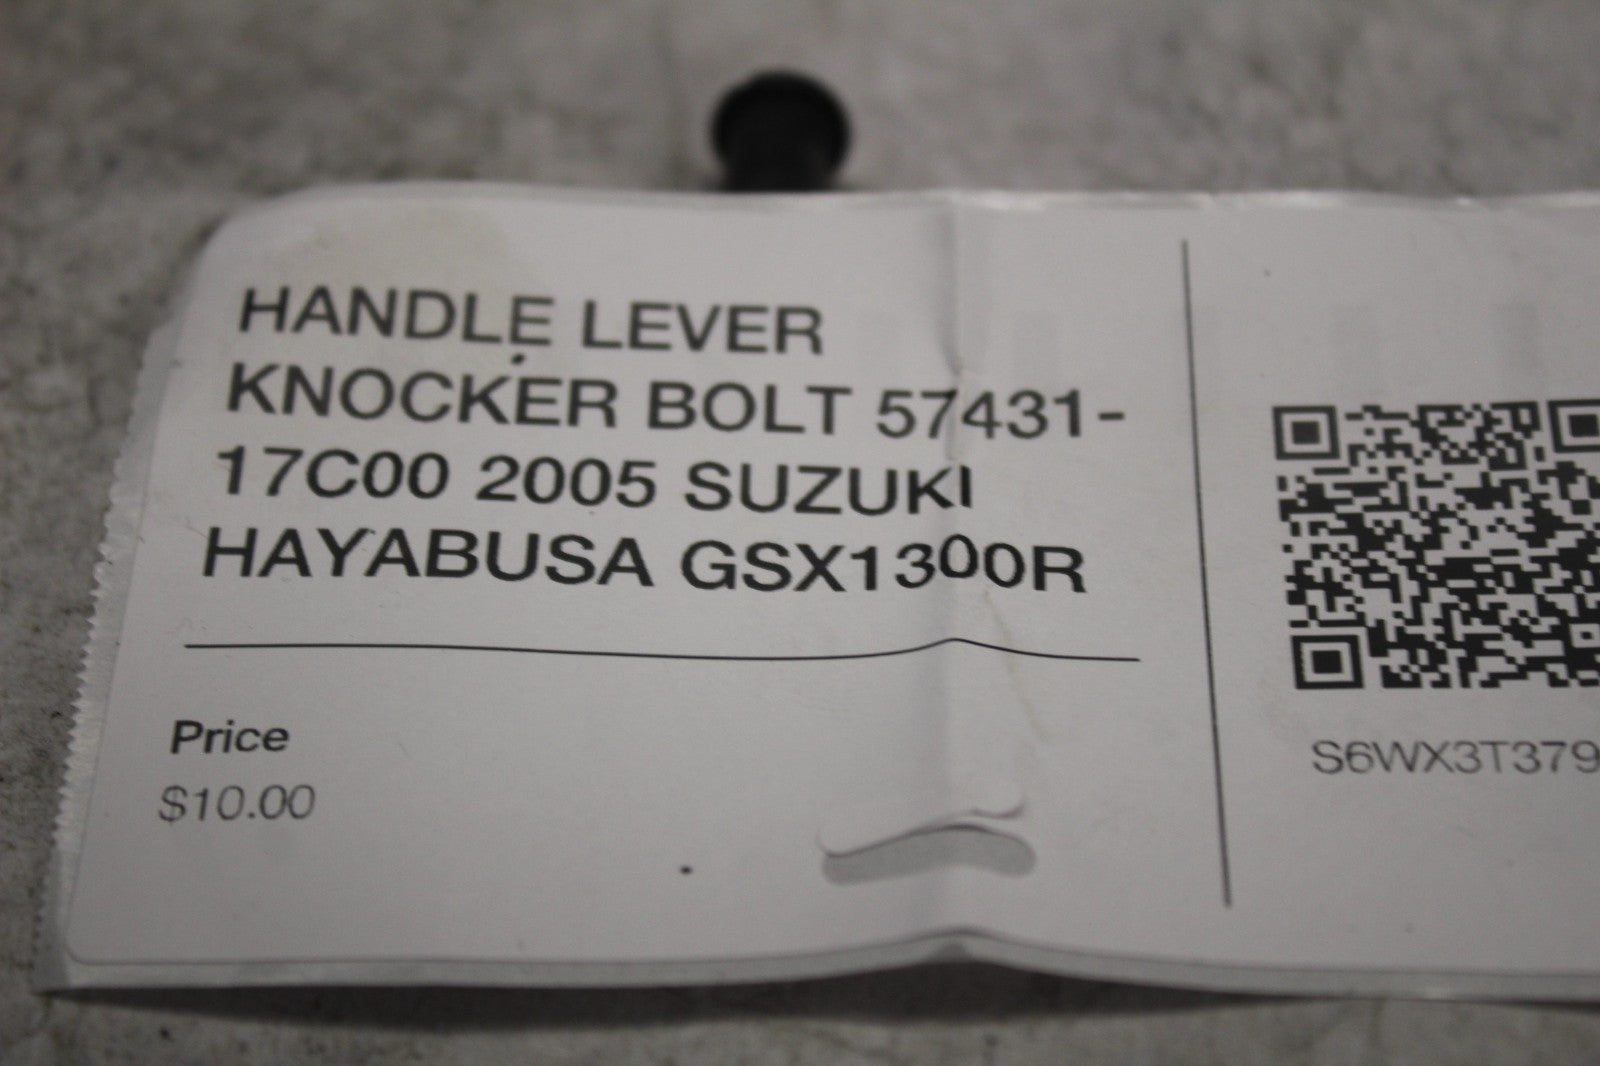 HANDLE LEVER
KNOCKER BOLT 57431-
17C00 2005 SUZUKI
HAYABUSA GSX1300R
Price
$10.00
S6WX3T379